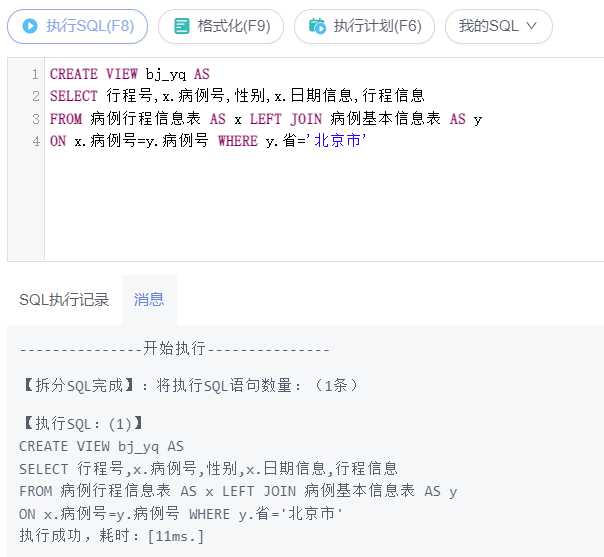 执行SQL(F8) 格式化(F9) 执行计划(F6) 我的SQL
1 CREATE VIEW bj_yq AS
2 SELECT 行程号,x.病例号,性别,x.日期信息,行程信息
3 FROM 病例行程信息表 AS x LEFT JOIN 病例基本信息表 AS y
4 ON x.病例号=y.病例号 WHERE y.省='北京市'
SQL执行记录 消息
---------------开始执行---------------
【拆分SQL完成】：将执行SQL语句数量：（1条）
【执行SQL：(1)】
CREATE VIEW bj_yq AS
SELECT 行程号,x.病例号,性别,x.日期信息,行程信息
FROM 病例行程信息表 AS x LEFT JOIN 病例基本信息表 AS y
ON x.病例号=y.病例号 WHERE y.省='北京市'
执行成功，耗时：[11ms.]